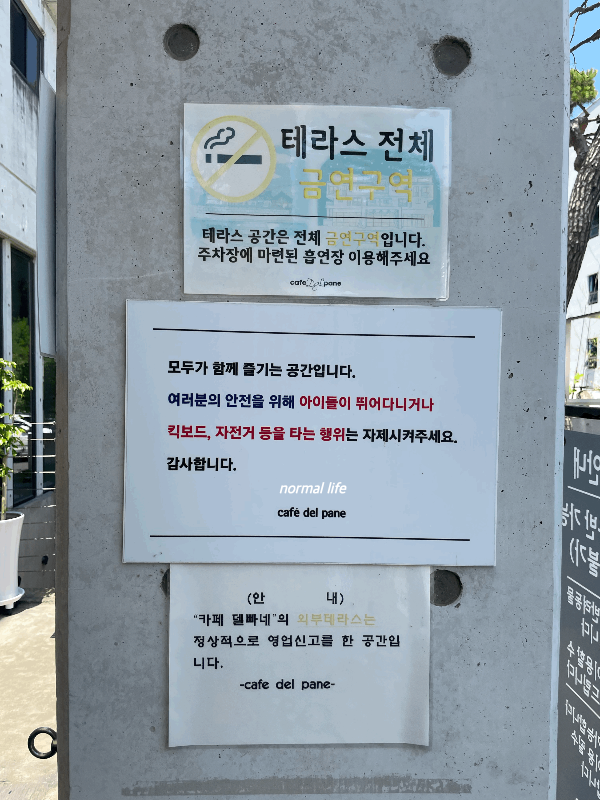 테라스 전체
금연구역
테라스 공간은 전체 금연구역입니다.
주차장에 마련된 흡연장 이용해주세요
cafe Del pane
모두가 함께 즐기는 공간입니다.
여러분의 안전을 위해 아이들이 뛰어다니거나
킥보드, 자전거 등을 타는 행위는 자제시켜주세요.
감사합니다.
normal life
café del pane
(안 내)
"카페 델빠네"의 외부테라스는
정상적으로 영업신고를 한 공간입
니다.
-cafe del pane-